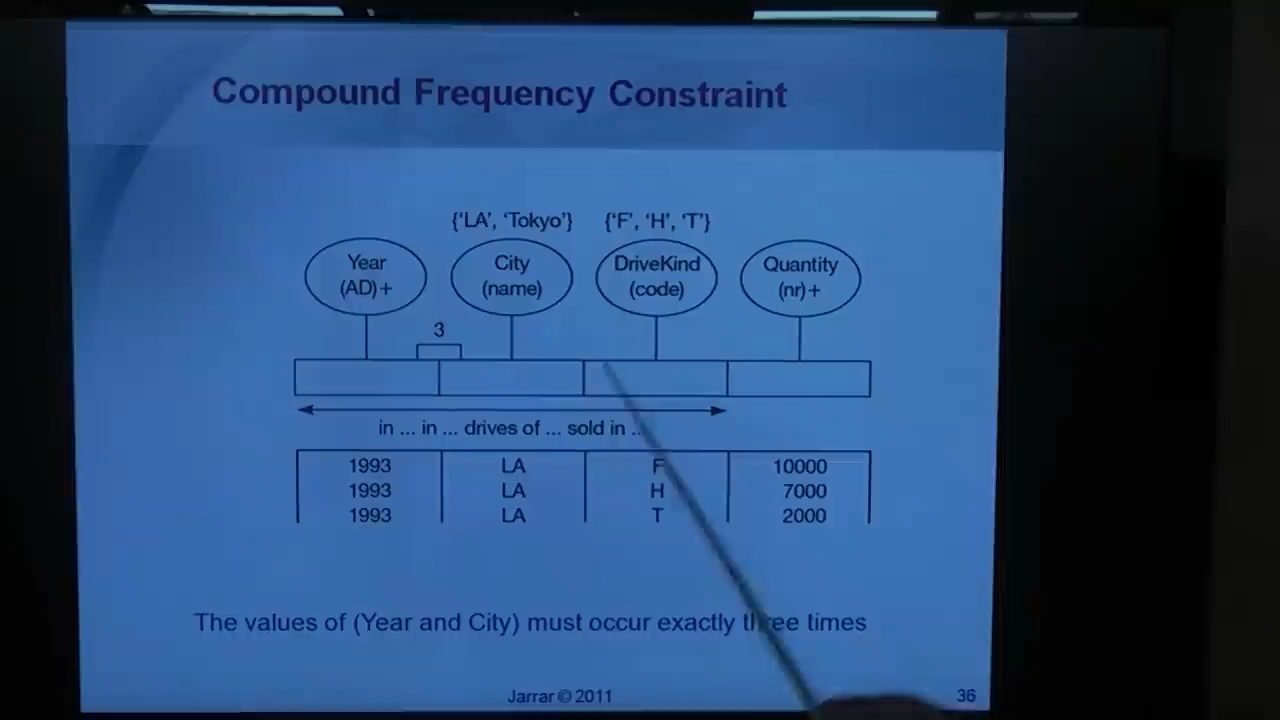 Compound Frequency Constraint
{'LA', 'Tokyo'} {'F', 'H', 'T'}
Year City DriveKind Quantity
(AD)+ (name) (code) (nr)+
3
in ... in ... drives of ... sold in ...
1993 LA F 10000
1993 LA H 7000
1993 LA T 2000
The values of (Year and City) must occur exactly three times
Jarrar © 2011 36